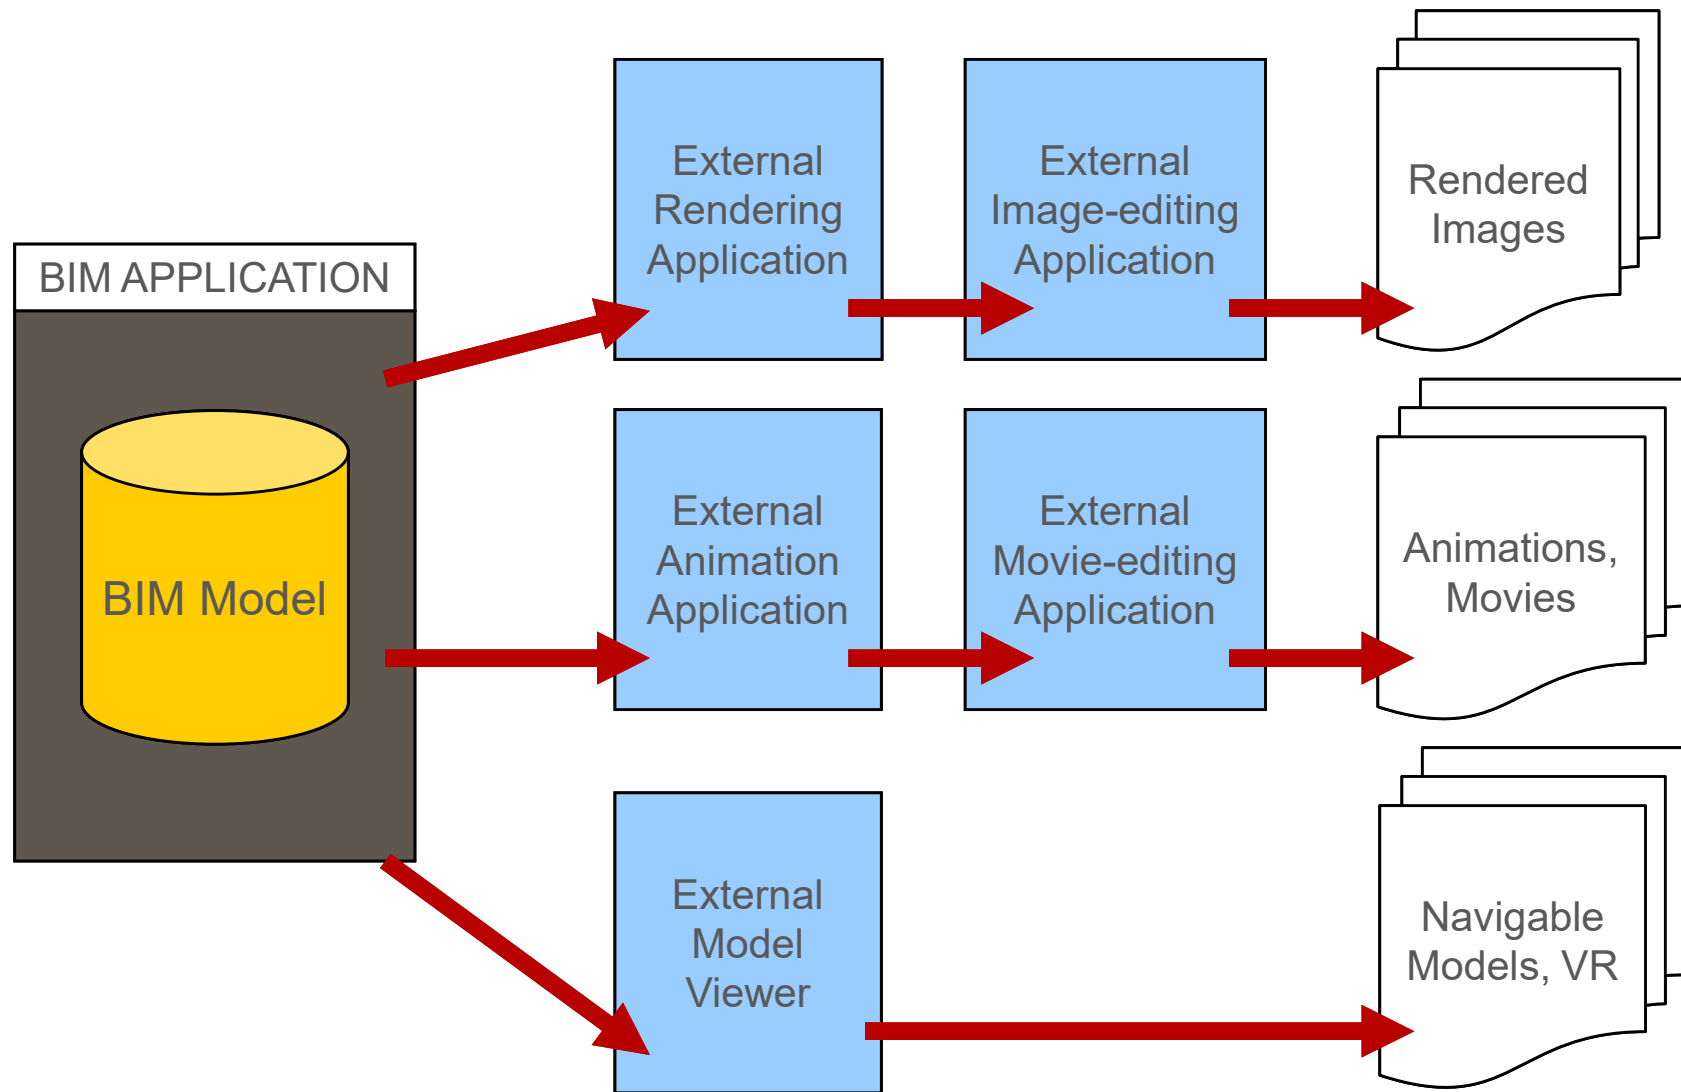 BIM APPLICATION
BIM Model
External
Rendering
Application
External
Image-editing
Application
Rendered
Images
External
Animation
Application
External
Movie-editing
Application
Animations,
Movies
External
Model
Viewer
Navigable
Models, VR